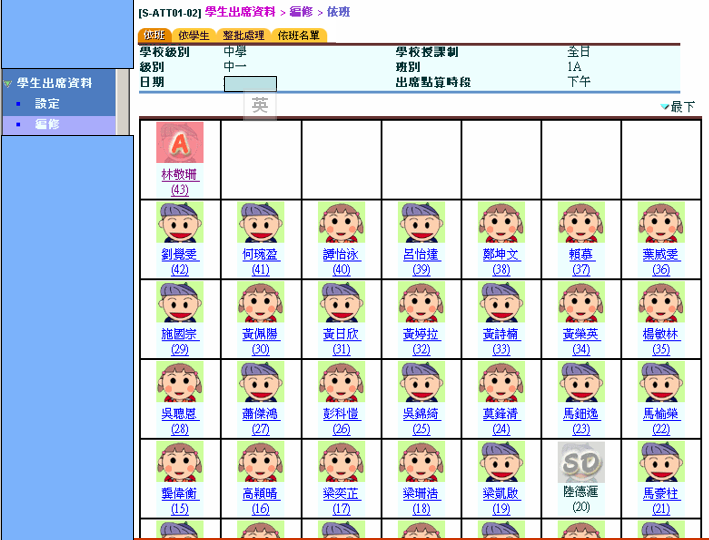 [S-ATT01-02] 學生出席資料 > 編修 > 依班
依班 依學生 整批處理 依班名單
學校級別 中學 學校授課制 全日
級別 中一 班別 1A
日期 出席點算時段 下午
學生出席資料
設定
編修
英
最下
A
林敬珊
(43)
劉覺雯 何琬盈 譚怡泳 呂怡達 鄭坤文 賴慕 葉威雯
(42) (41) (40) (39) (38) (37) (36)
施國宗 黃佩陽 黃日欣 黃婷拉 黃詩楠 黃榮英 楊敏林
(29) (30) (31) (32) (33) (34) (35)
吳聰恩 蕭傑鴻 彭科愷 吳錦綺 莫鋒清 馬鈿逸 馬榆榮
(28) (27) (26) (25) (24) (23) (22)
龔偉衡 高穎晴 梁奕芷 梁珊浩 梁凱啟 SD 陸德滙 馬豪柱
(15) (16) (17) (18) (19) (20) (21)